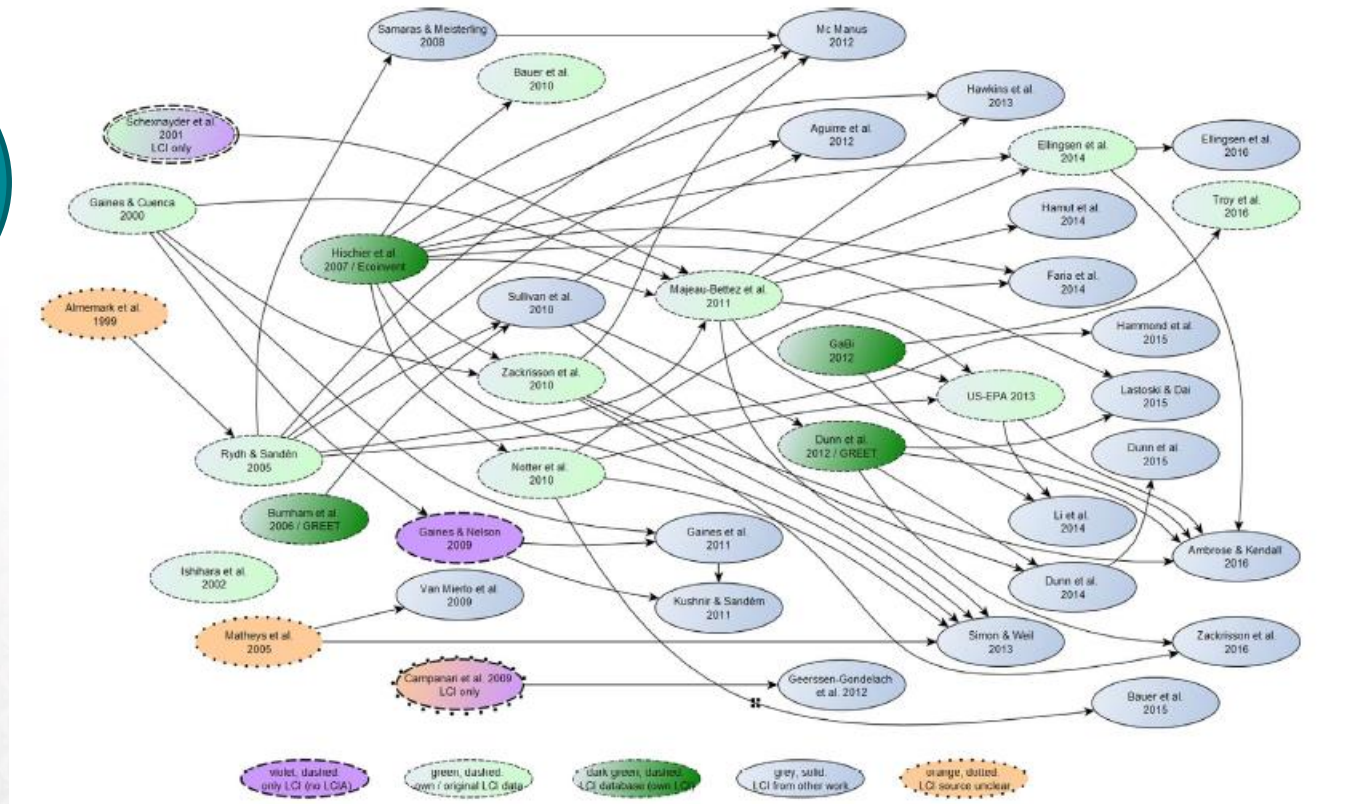 Samaras & Meisterling
2008
Mc Manus
2012
Bauer et al.
2010
Hawkins et al.
2013
Schexnayder et al.
2001
LCI only
Aguirre et al.
2012
Ellingsen et al.
2014
Ellingsen et al.
2016
Gaines & Cuenca
2000
Troy et al.
2016
Hamut et al.
2014
Hischier et al.
2007 / Ecoinvent
Faria et al.
2014
Majeau-Bettez et al.
2011
Sullivan et al.
2010
Almemark et al.
1999
Hammond et al.
2015
GaBi
2012
Zackrisson et al.
2010
US-EPA 2013
Lastoski & Dai
2015
Dunn et al.
2012 / GREET
Dunn et al.
2015
Rydh & Sandén
2005
Notter et al.
2010
Burnham et al.
2006 / GREET
Li et al.
2014
Gaines & Nelson
2009
Gaines et al.
2011
Ambrose & Kendall
2016
Ishihara et al.
2002
Dunn et al.
2014
Van Mierlo et al.
2009
Kushnir & Sandém
2011
Matheys et al.
2005
Simon & Weil
2013
Zackrisson et al.
2016
Campanari et al. 2009
LCI only
Geerssen-Gondelach
et al. 2012
Bauer et al.
2015
violet, dashed:
only LCI (no LCIA)
green, dashed:
own / original LCI data
dark green, dashed:
LCI database (own LCI)
grey, solid:
LCI from other work
orange, dotted:
LCI source unclear